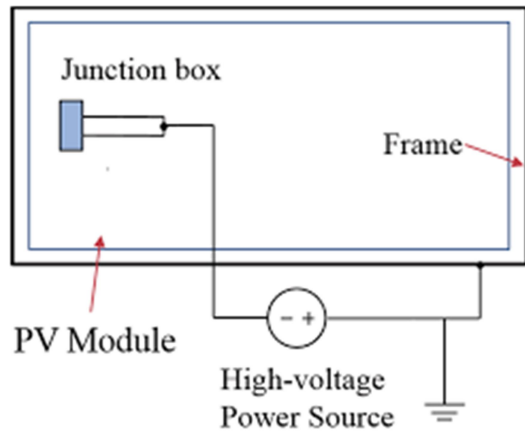 Junction box
Frame
PV Module
- +
High-voltage
Power Source